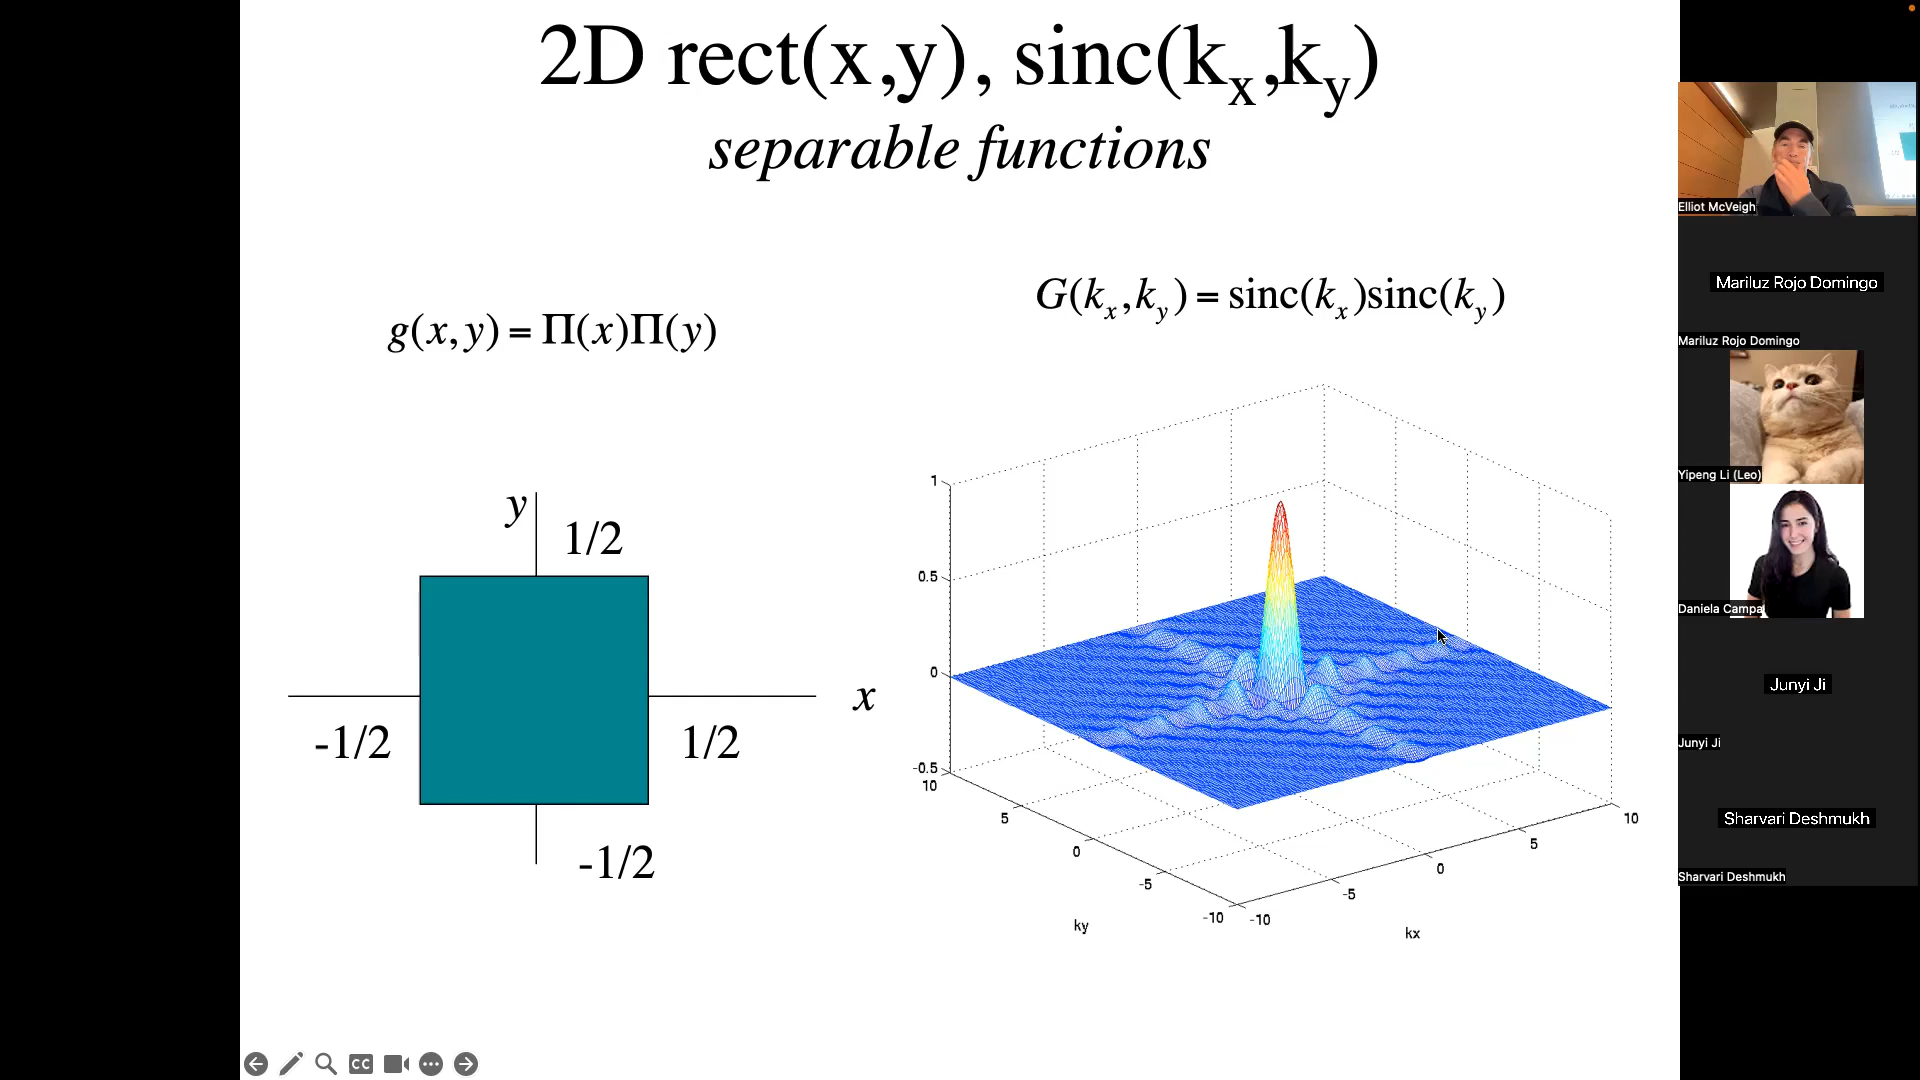 2D rect(x,y), sinc(kx,ky)
separable functions
g(x,y) = Π(x)Π(y)
G(kx,ky) = sinc(kx)sinc(ky)
y
1/2
x
-1/2
1/2
-1/2
1
0.5
0
-0.5
10
5
0
-5
-10
ky
-10
-5
0
5
10
kx
Elliot McVeigh
Mariluz Rojo Domingo
Mariluz Rojo Domingo
Yipeng Li (Leo)
Daniela Campa
Junyi Ji
Junyi Ji
Sharvari Deshmukh
Sharvari Deshmukh
CC